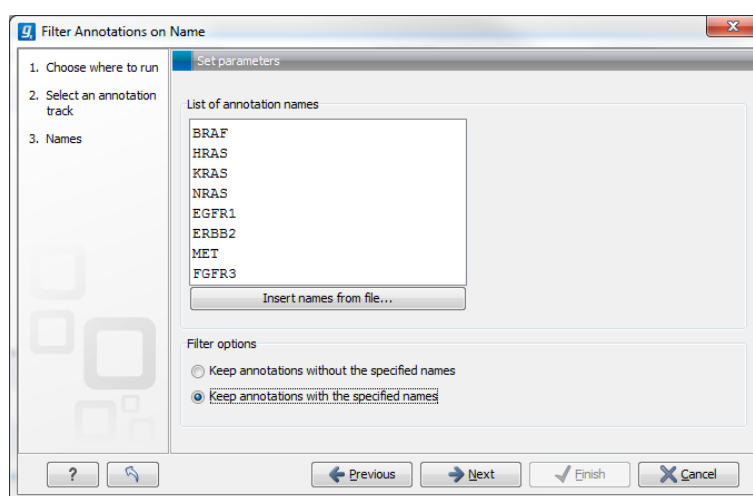 Filter Annotations on Name
1. Choose where to run
2. Select an annotation
track
3. Names
Set parameters
List of annotation names
BRAF
HRAS
KRAS
NRAS
EGFR1
ERBB2
MET
FGFR3
Insert names from file...
Filter options
Keep annotations without the specified names
Keep annotations with the specified names
?
Previous
Next
Finish
Cancel